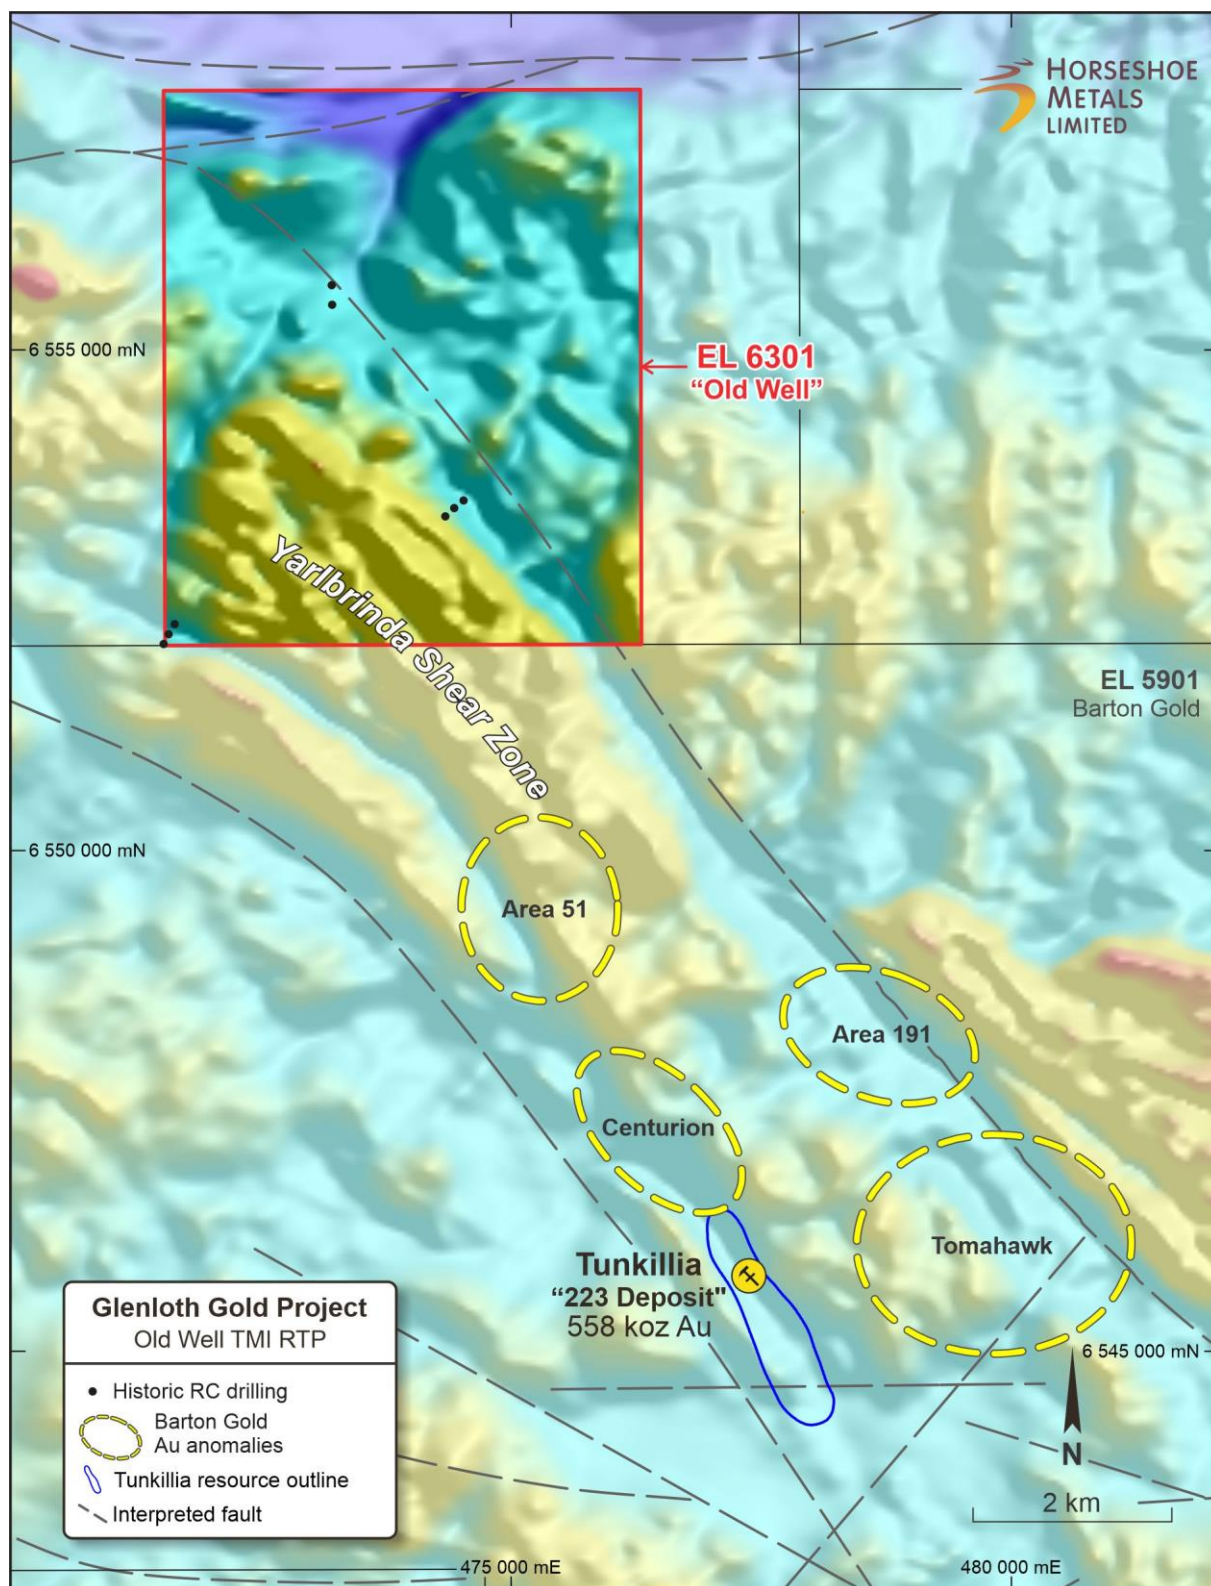 HORSESHOE
METALS
LIMITED
6 555 000 mN
EL 6301
“Old Well”
Yarlbrinda Shear Zone
EL 5901
Barton Gold
6 550 000 mN
Area 51
Area 191
Centurion
Tomahawk
Tunkillia
“223 Deposit"
558 koz Au
6 545 000 mN
Glenloth Gold Project
Old Well TMI RTP
Historic RC drilling
Barton Gold
Au anomalies
Tunkillia resource outline
Interpreted fault
N
2 km
475 000 mE
480 000 mE